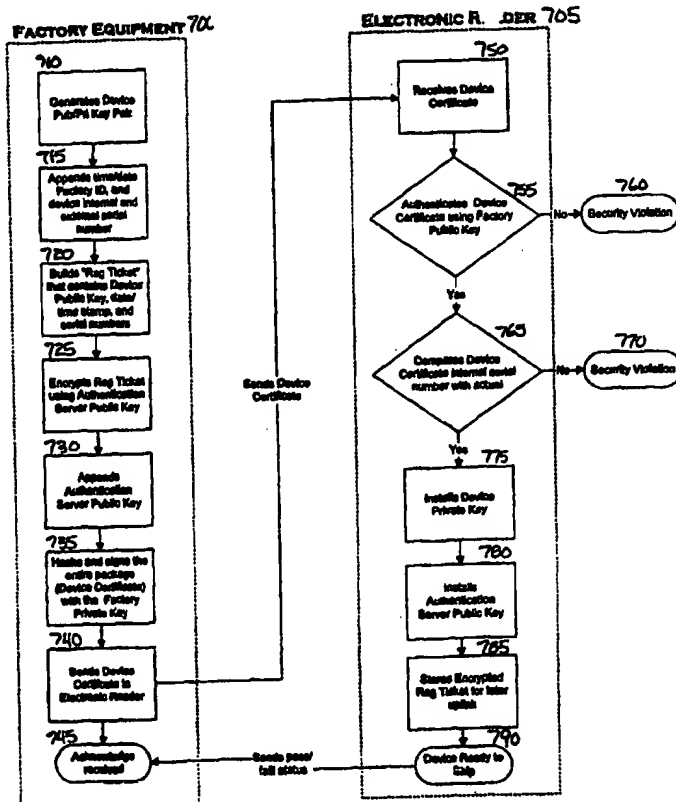 FACTORY EQUIPMENT 700
710
Generates Device
Pub/Pri Key Pair
715
Appends time/date
Factory ID, and
device internal and
external serial
number
720
Builds "Reg Ticket"
that contains Device
Public Key, date/
time stamp, and
serial numbers
725
Encrypts Reg Ticket
using Authentication
Server Public Key
730
Appends
Authentication
Server Public Key
735
Hashes and signs the
entire package
(Device Certificate)
with the Factory
Private Key
740
Sends Device
Certificate to
Electronic Reader
745
Acknowledge
received
Sends Device
Certificate
Sends pass/
fail status
ELECTRONIC R DER 705
750
Receives Device
Certificate
755
Authenticates Device
Certificate using Factory
Public Key
No
760
Security Violation
Yes
765
Compares Device
Certificate internal serial
number with actual
No
770
Security Violation
Yes
775
Installs Device
Private Key
780
Installs
Authentication
Server Public Key
785
Stores Encrypted
Reg Ticket for later
uplink
790
Device Ready to
Ship